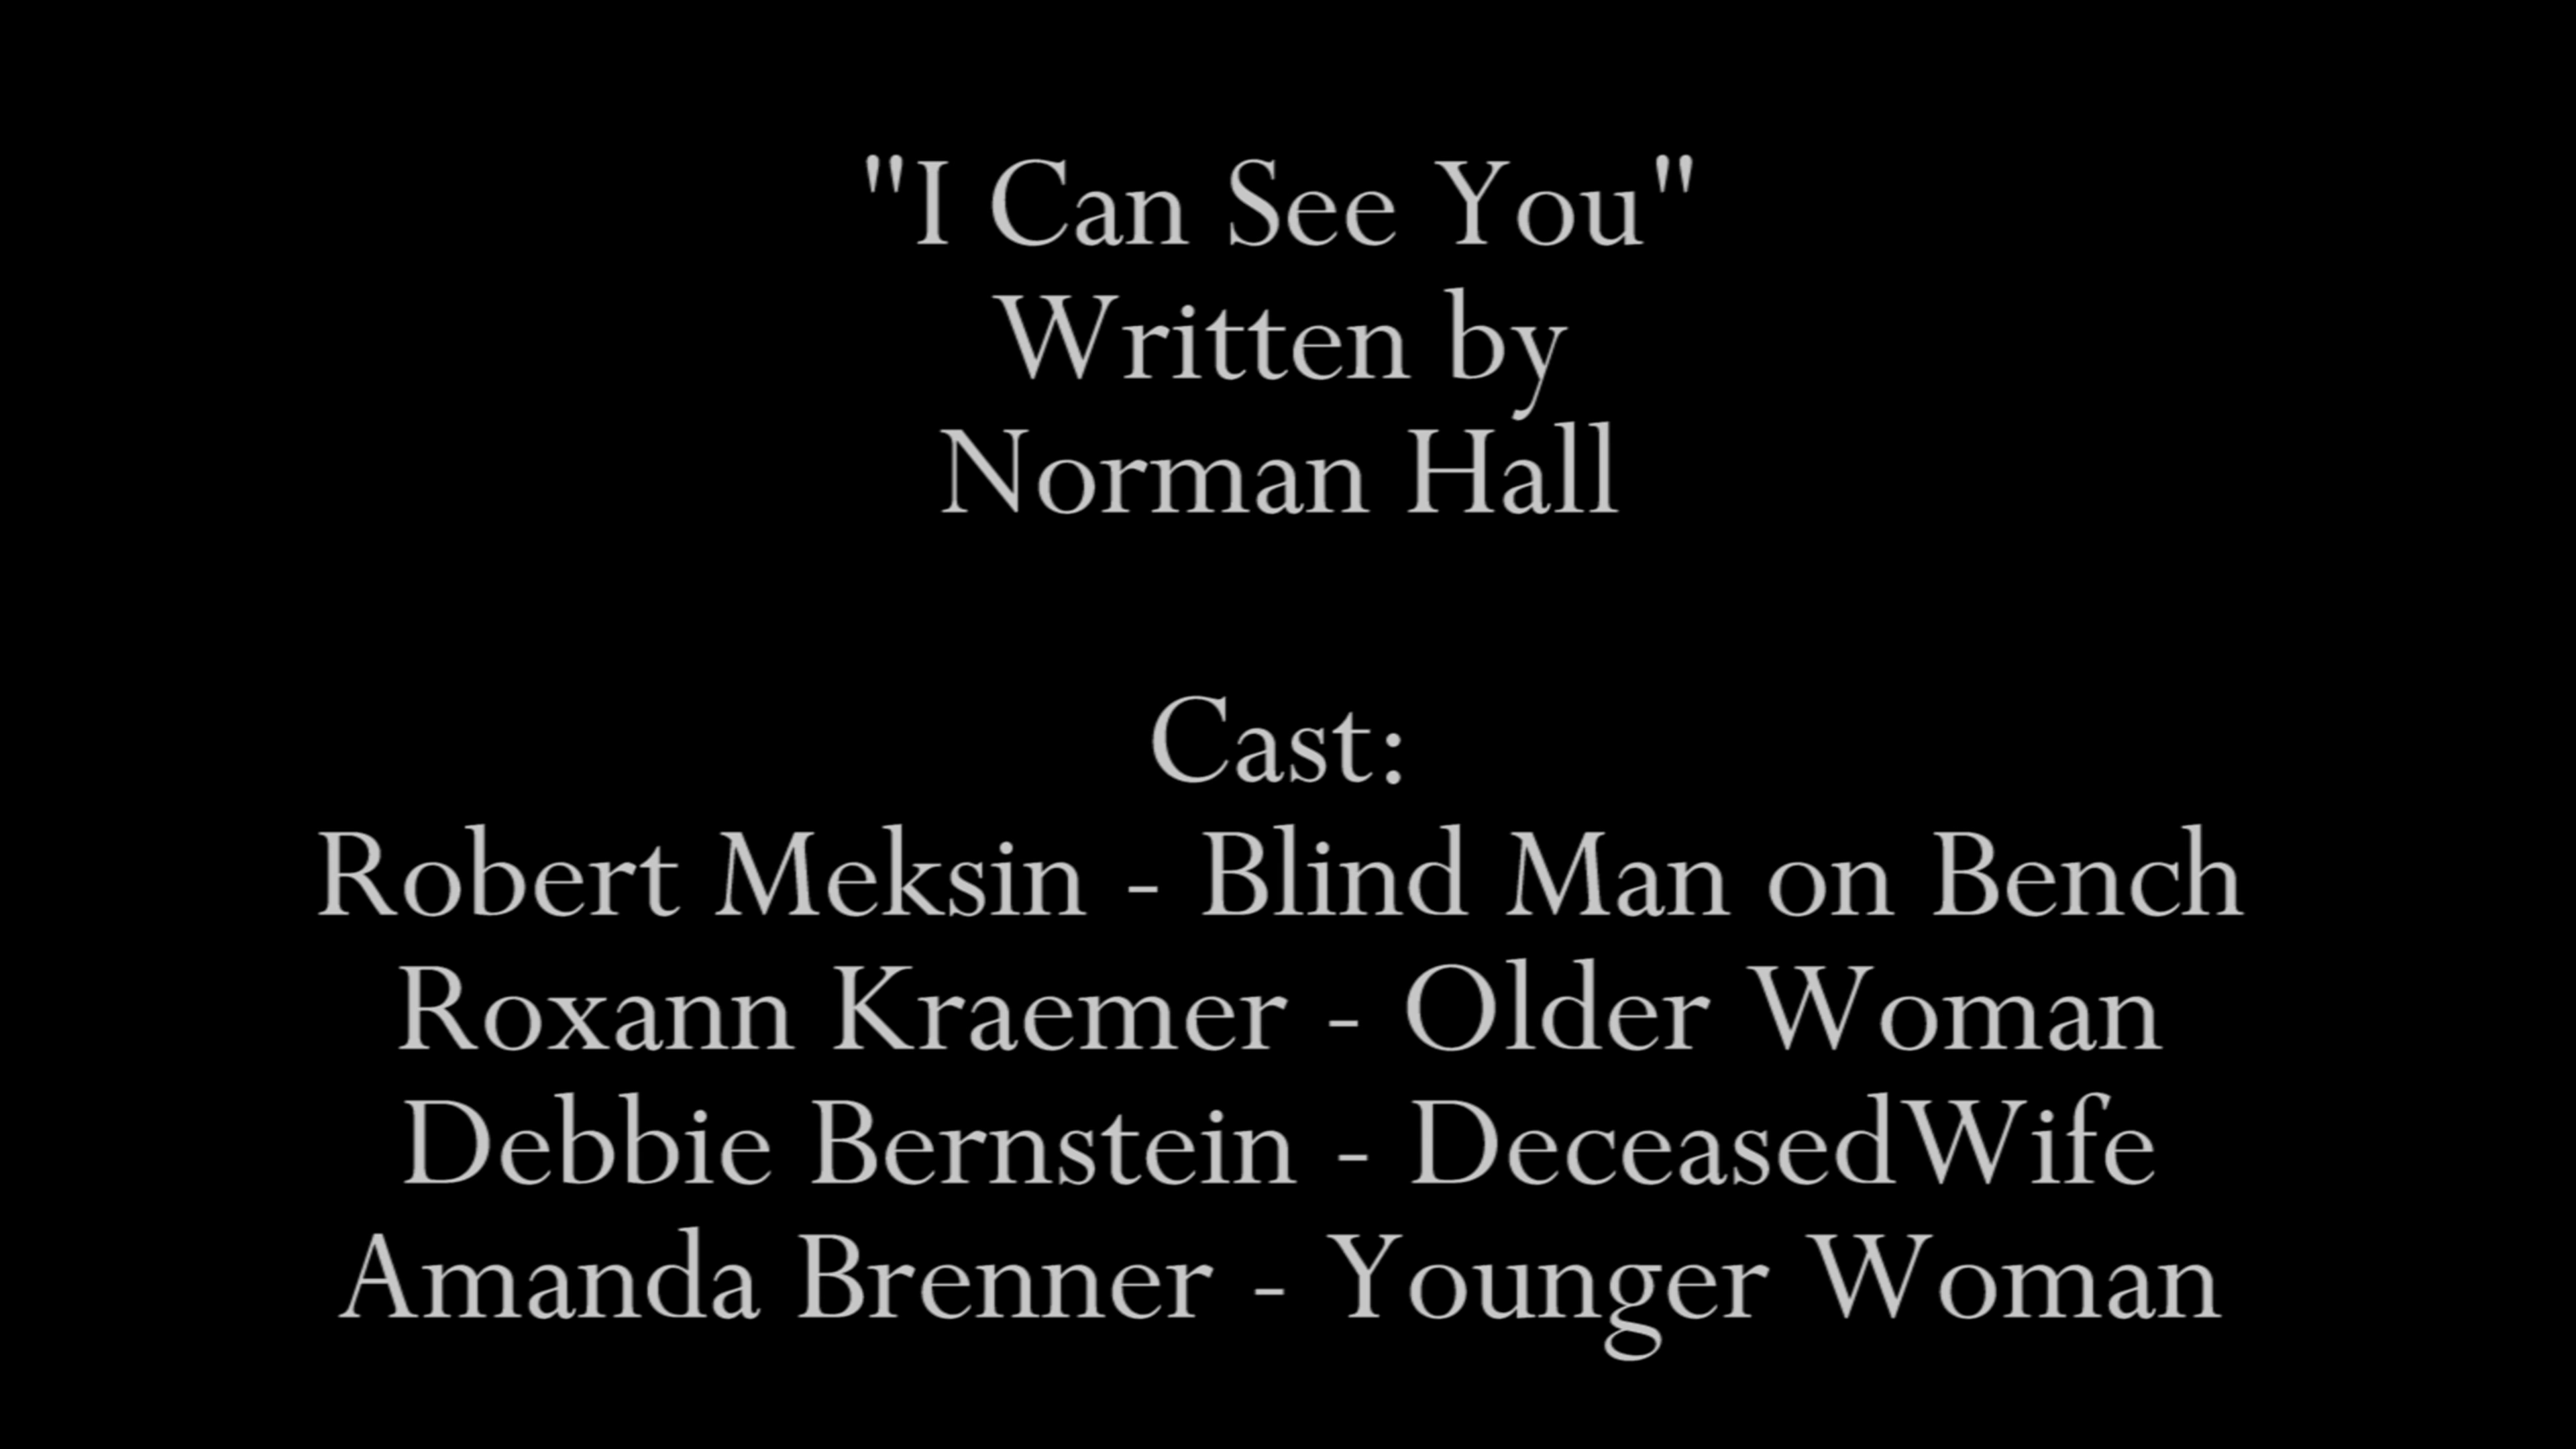 "I Can See You"
Written by
Norman Hall
Cast:
Robert Meksin - Blind Man on Bench
Roxann Kraemer - Older Woman
Debbie Bernstein - DeceasedWife
Amanda Brenner - Younger Woman